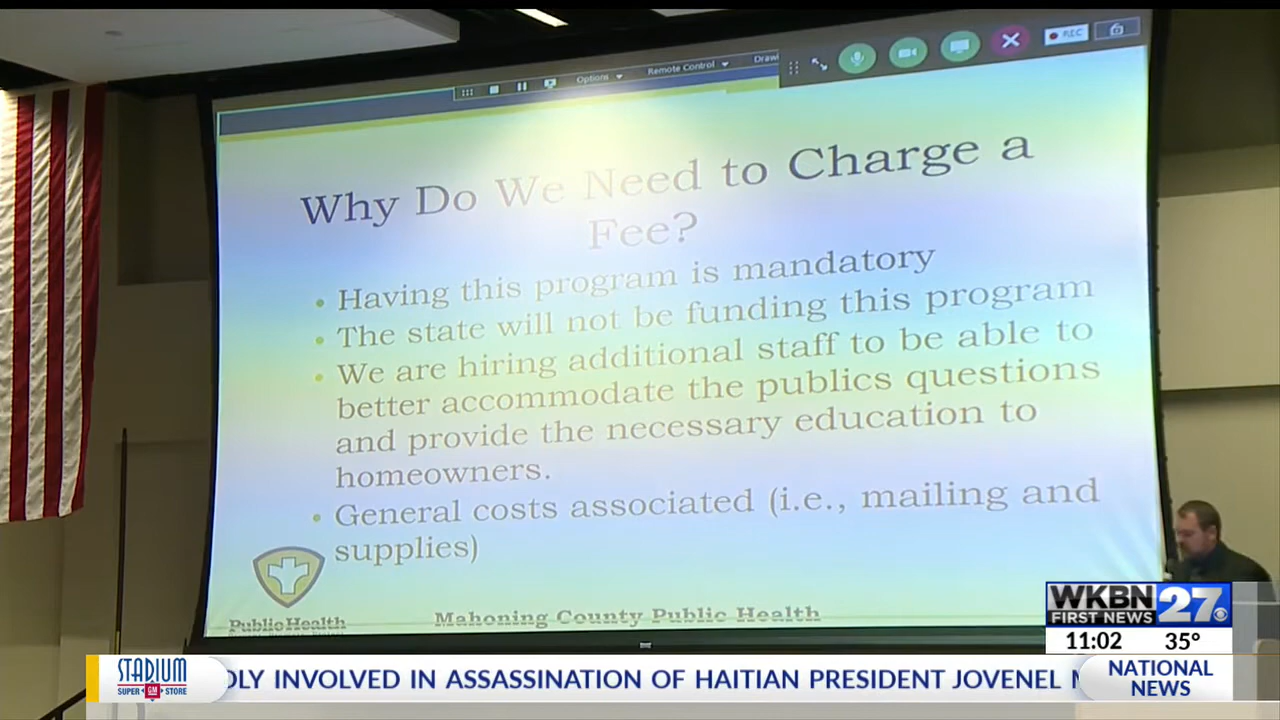 Options
Remote Control
Draw
REC
Why Do We Need to Charge a
Fee?
• Having this program is mandatory
• The state will not be funding this program
• We are hiring additional staff to be able to
better accommodate the publics questions
and provide the necessary education to
homeowners.
• General costs associated (i.e., mailing and
supplies)
Public Health
Mahoning County Public Health
WKBN 27
FIRST NEWS
11:02 35°
STADIUM
SUPER GM STORE
DLY INVOLVED IN ASSASSINATION OF HAITIAN PRESIDENT JOVENEL
NATIONAL
NEWS